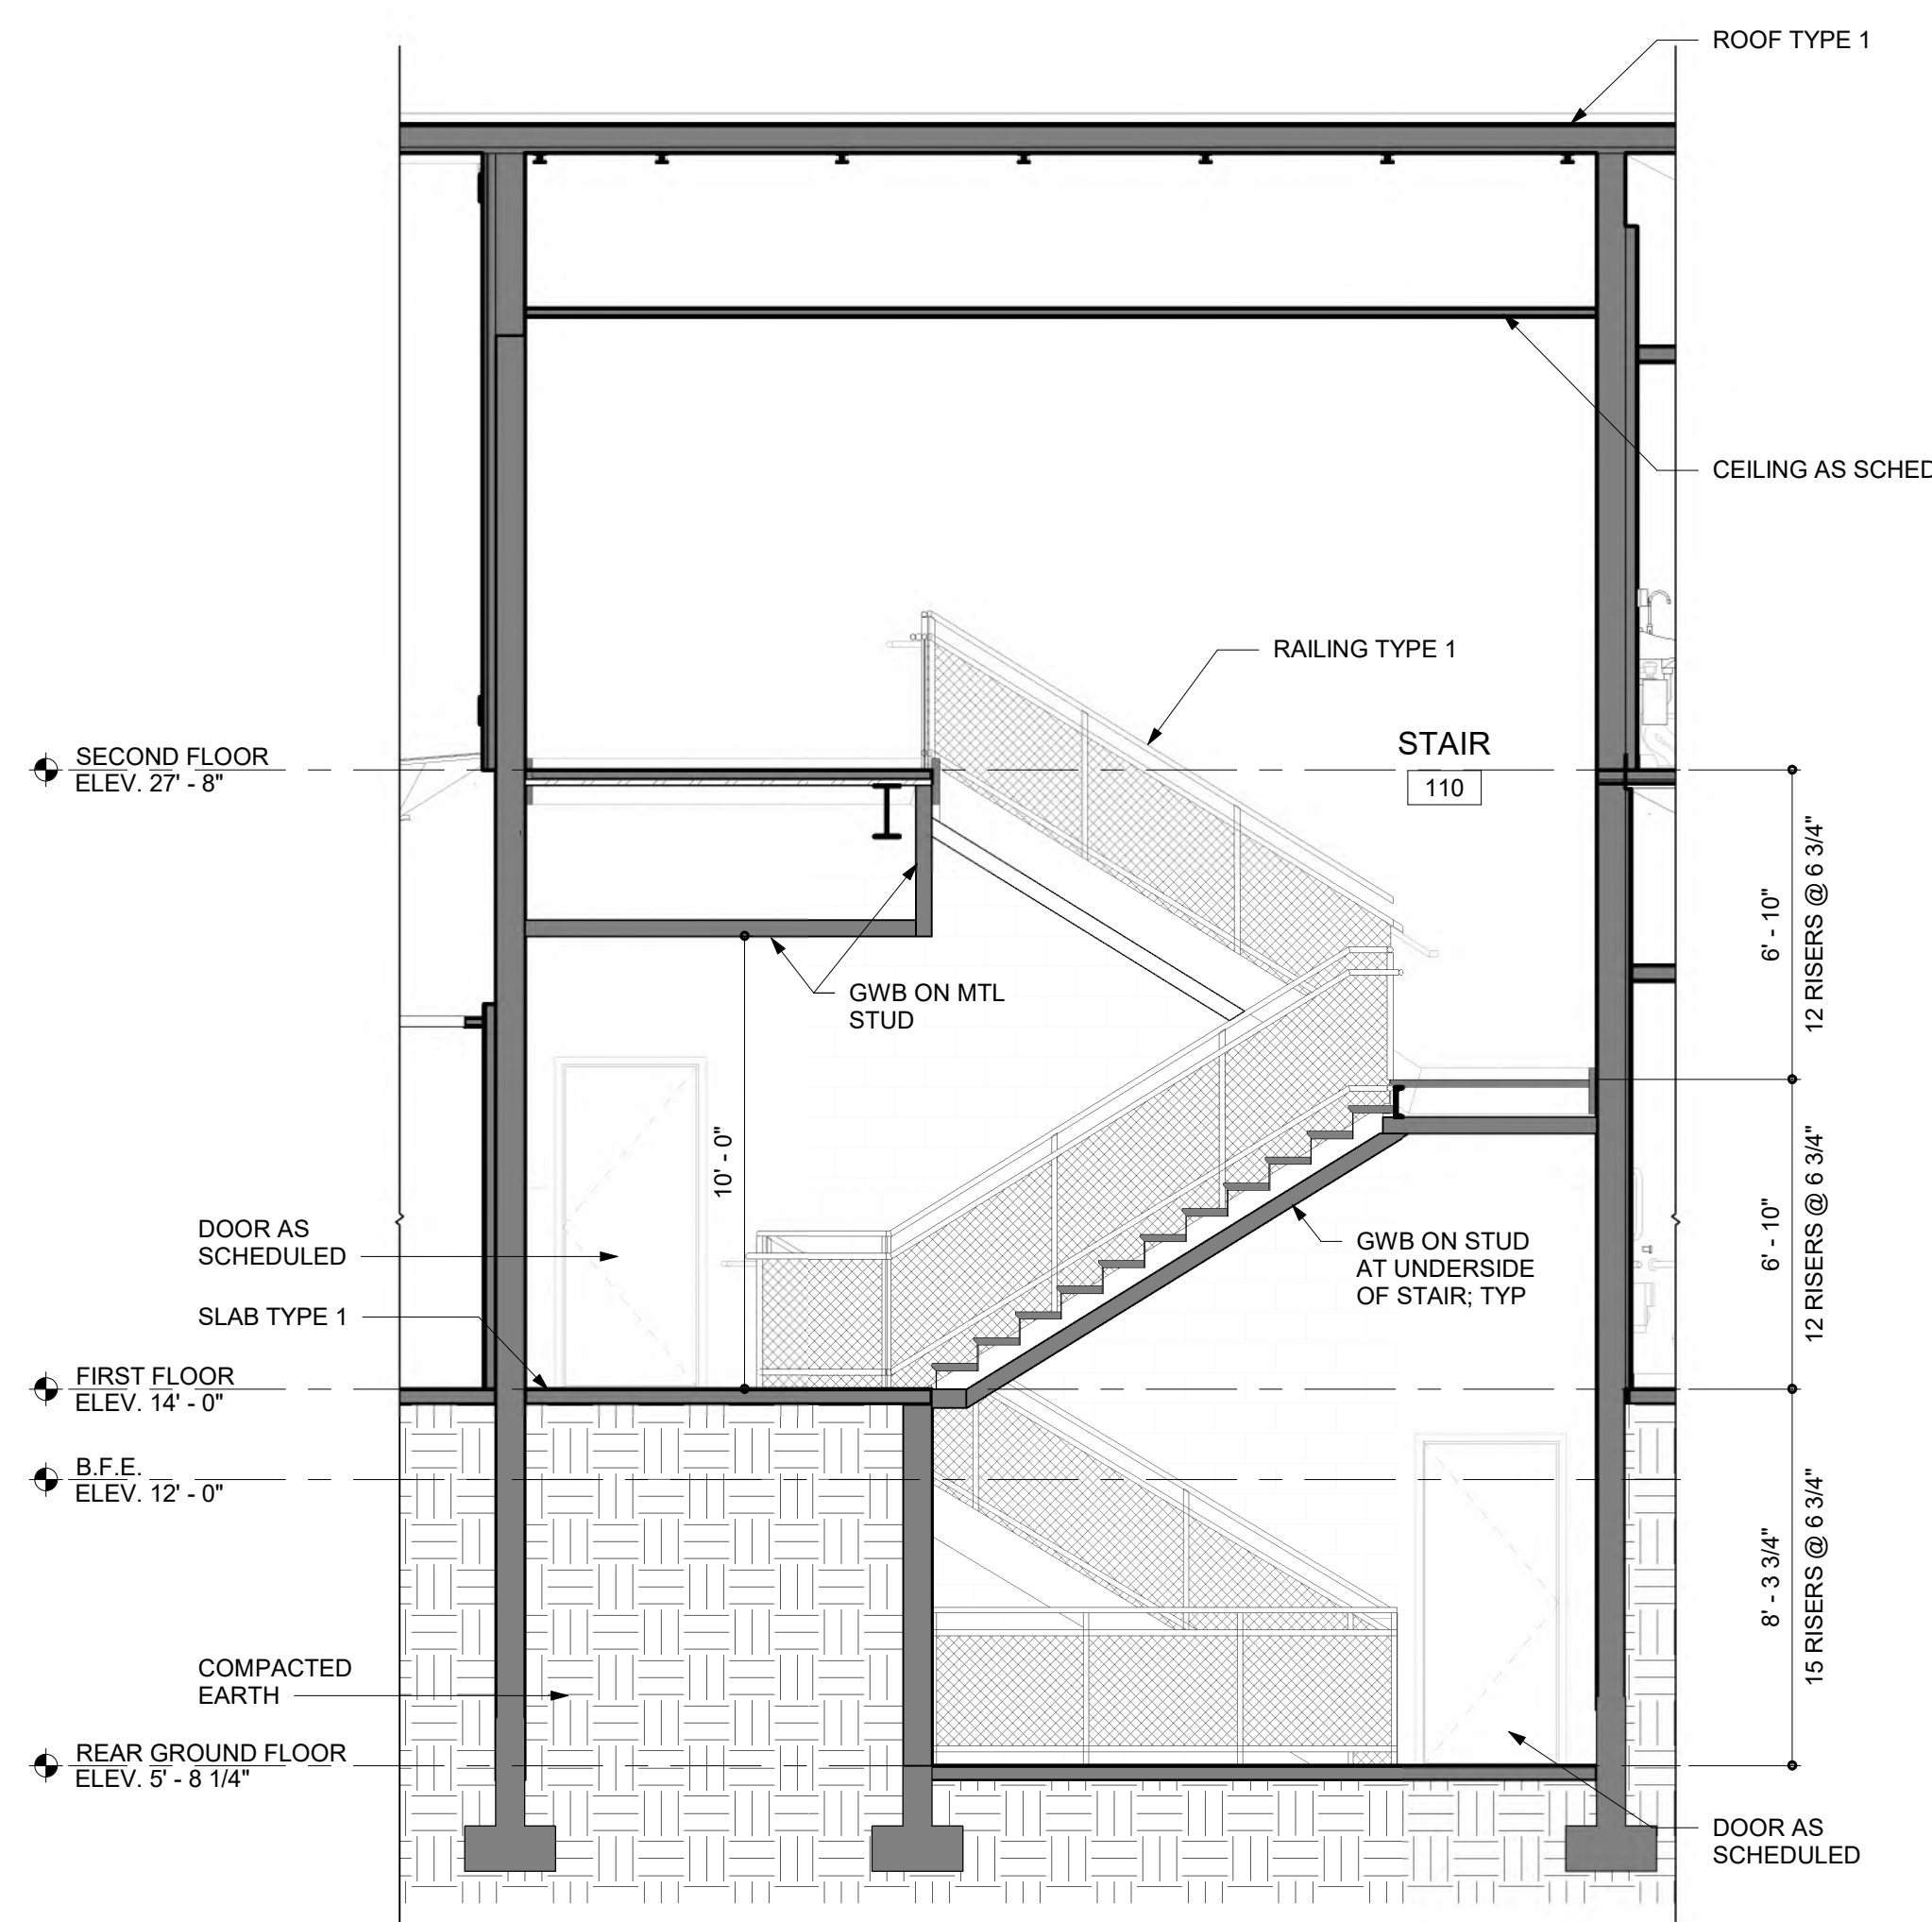 ROOF TYPE 1
CEILING AS SCHED
RAILING TYPE 1
STAIR
110
SECOND FLOOR
ELEV. 27' - 8"
6' - 10"
12 RISERS @ 6 3/4"
GWB ON MTL
STUD
10' - 0"
DOOR AS
SCHEDULED
GWB ON STUD
AT UNDERSIDE
OF STAIR; TYP
6' - 10"
12 RISERS @ 6 3/4"
SLAB TYPE 1
FIRST FLOOR
ELEV. 14' - 0"
B.F.E.
ELEV. 12' - 0"
8' - 3 3/4"
15 RISERS @ 6 3/4"
COMPACTED
EARTH
REAR GROUND FLOOR
ELEV. 5' - 8 1/4"
DOOR AS
SCHEDULED